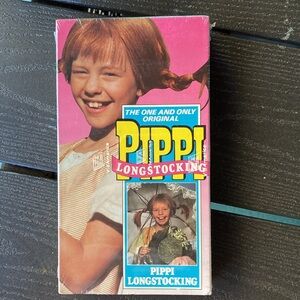 THE ONE AND ONLY
ORIGINAL
PIPPI
LONGSTOCKING
PIPPI
LONGSTOCKING